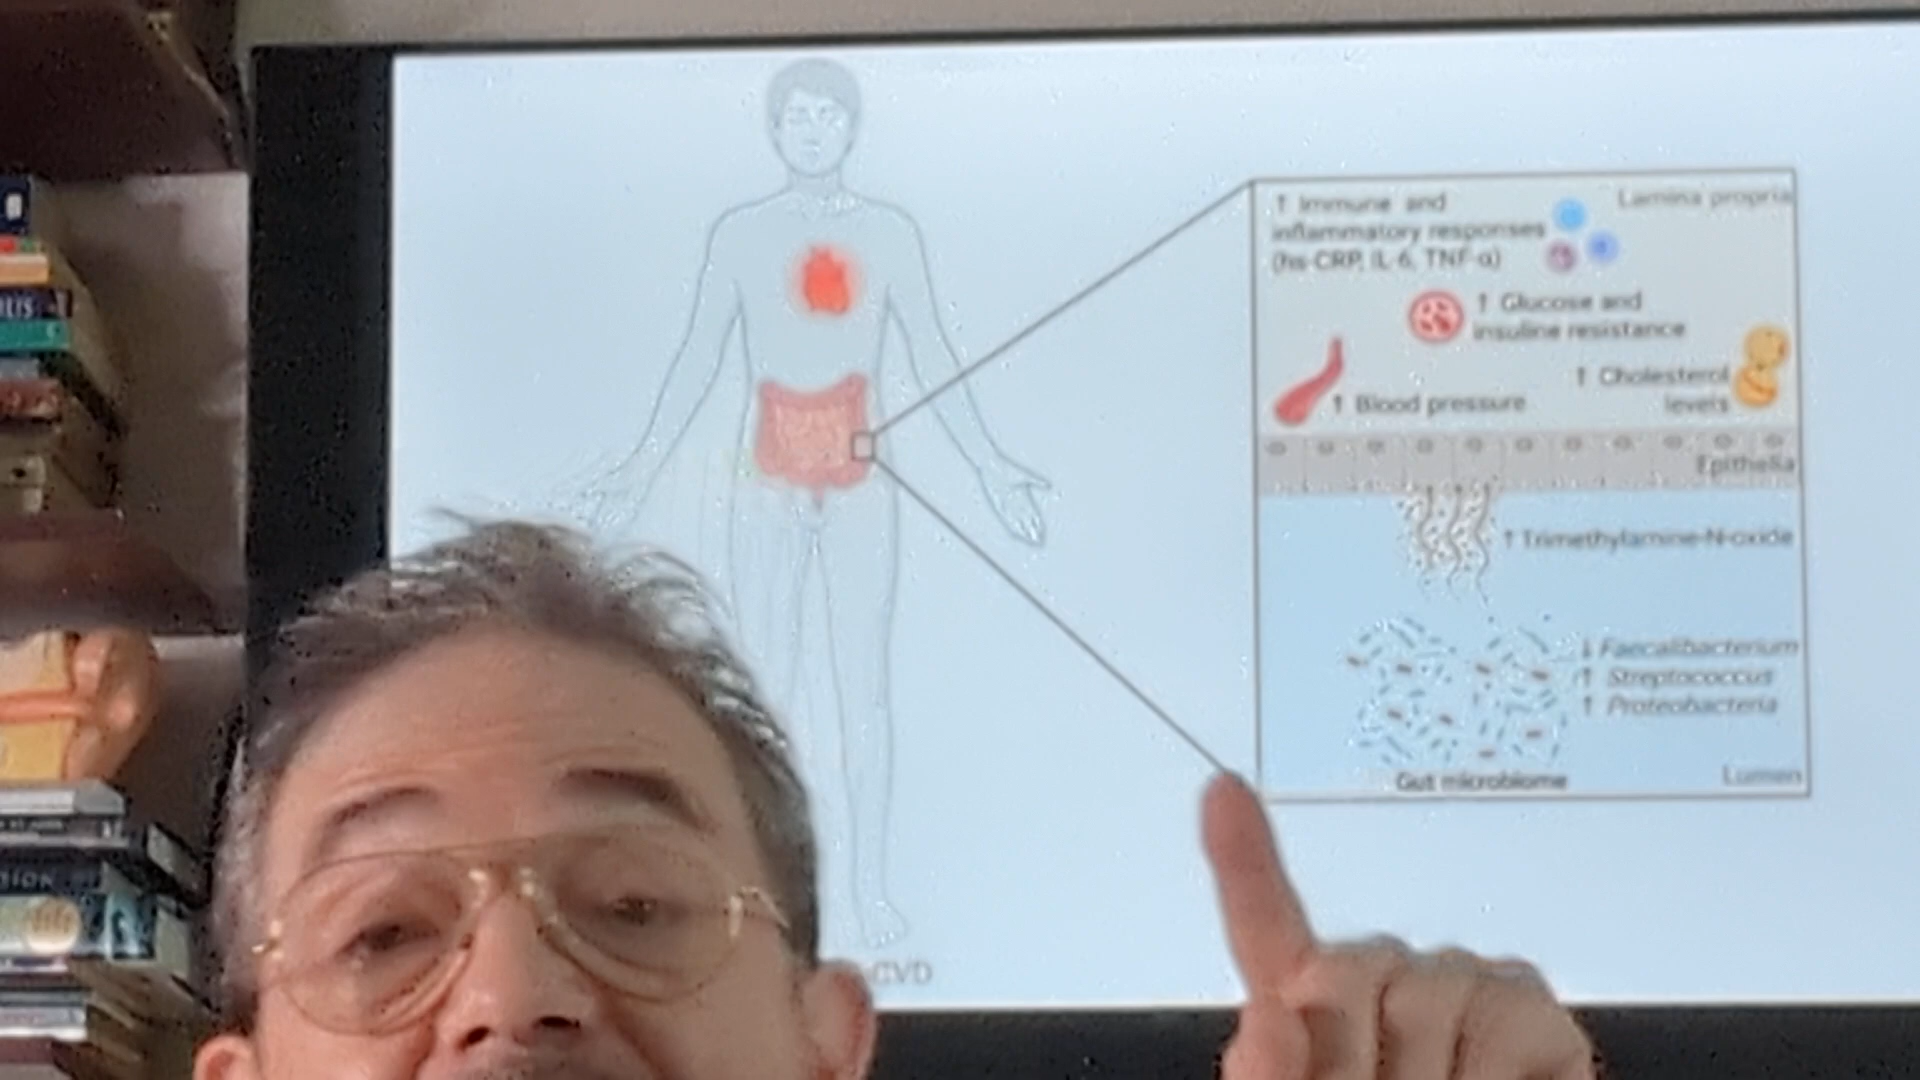 ↑ Immune and
inflammatory responses
(hs-CRP, IL-6, TNF-α)
Lamina propria
↑ Glucose and
insuline resistance
↑ Cholesterol
levels
↑ Blood pressure
Epithelia
↑ Trimethylamine-N-oxide
↓ Faecalibacterium
↑ Streptococcus
↑ Proteobacteria
Gut microbiome
Lumen
CVD